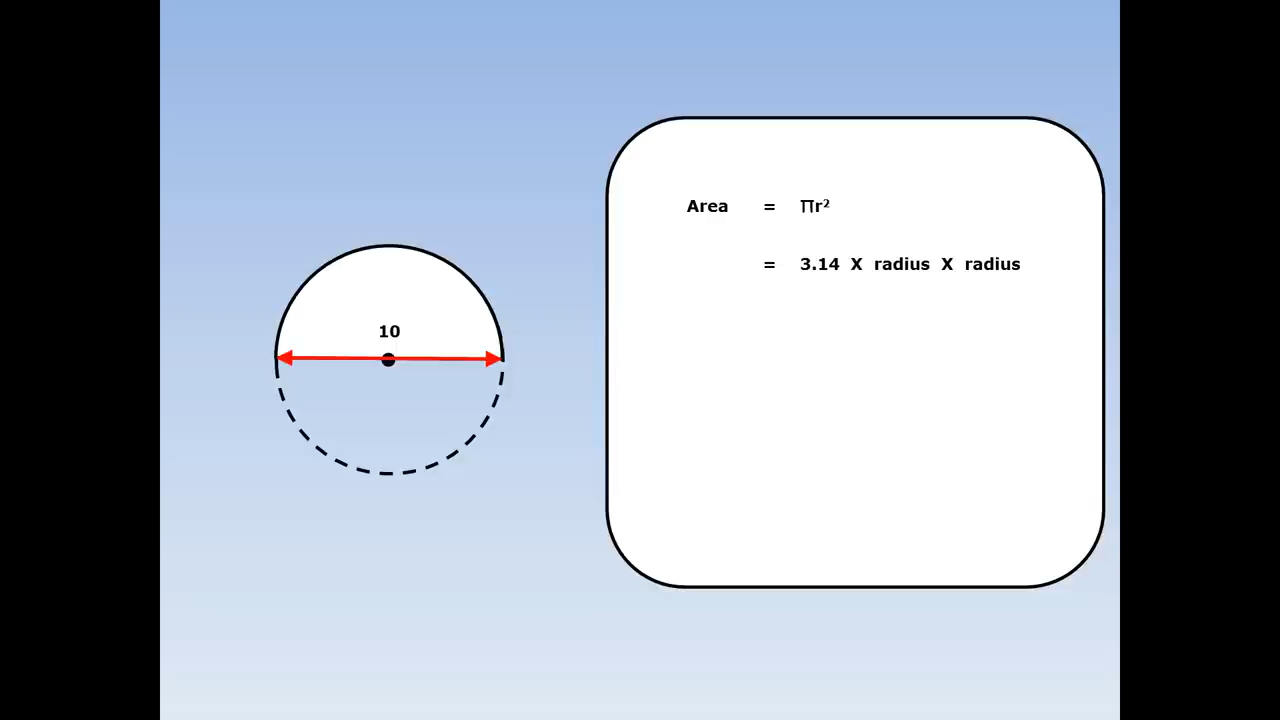 Area = Πr²
= 3.14 X radius X radius
10